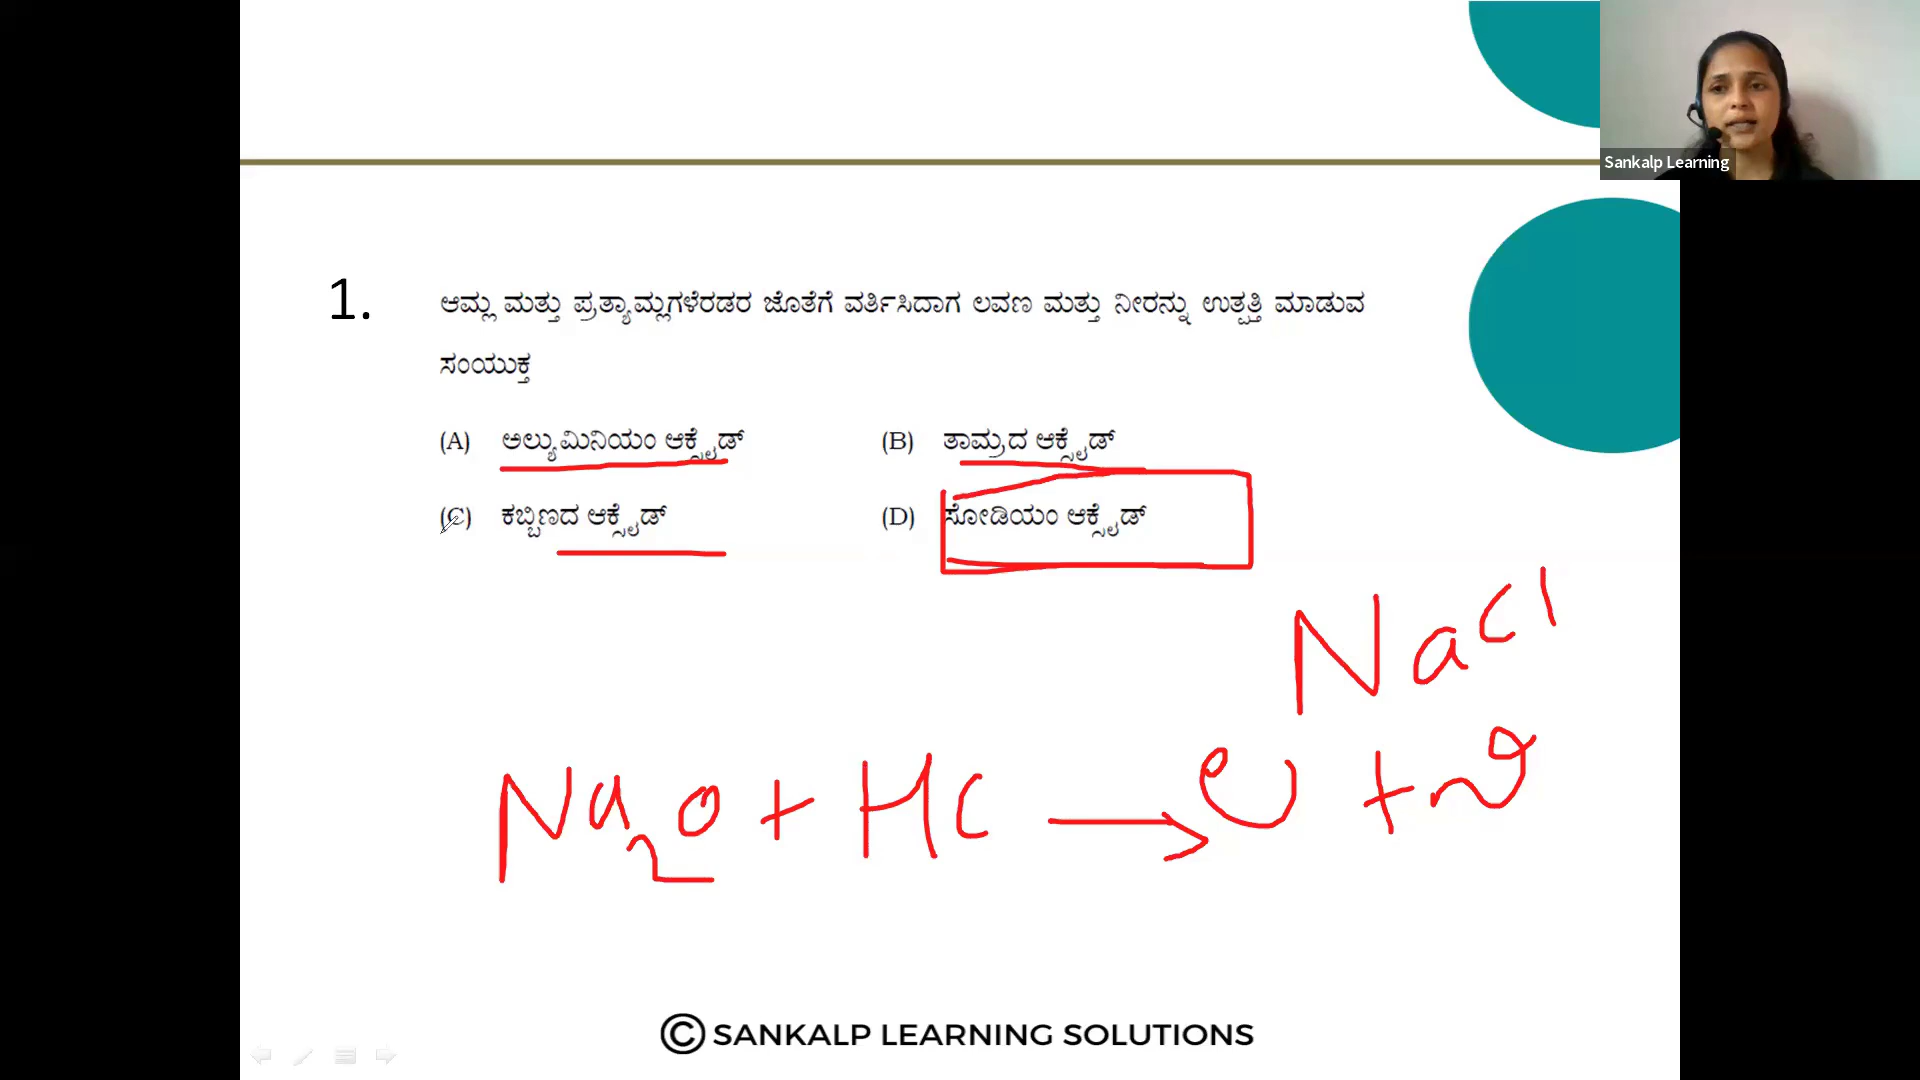 Sankalp Learning
1. ಆಮ್ಲ ಮತ್ತು ಪ್ರತ್ಯಾಮ್ಲಗಳೆರಡರ ಜೊತೆಗೆ ವರ್ತಿಸಿದಾಗ ಲವಣ ಮತ್ತು ನೀರನ್ನು ಉತ್ಪತ್ತಿ ಮಾಡುವ
ಸಂಯುಕ್ತ
(A) ಅಲ್ಯುಮಿನಿಯಂ ಆಕ್ಸೈಡ್ (B) ತಾಮ್ರದ ಆಕ್ಸೈಡ್
(C) ಕಬ್ಬಿಣದ ಆಕ್ಸೈಡ್ (D) ಸೋಡಿಯಂ ಆಕ್ಸೈಡ್
NaCl
Na2O + HC → +
© SANKALP LEARNING SOLUTIONS